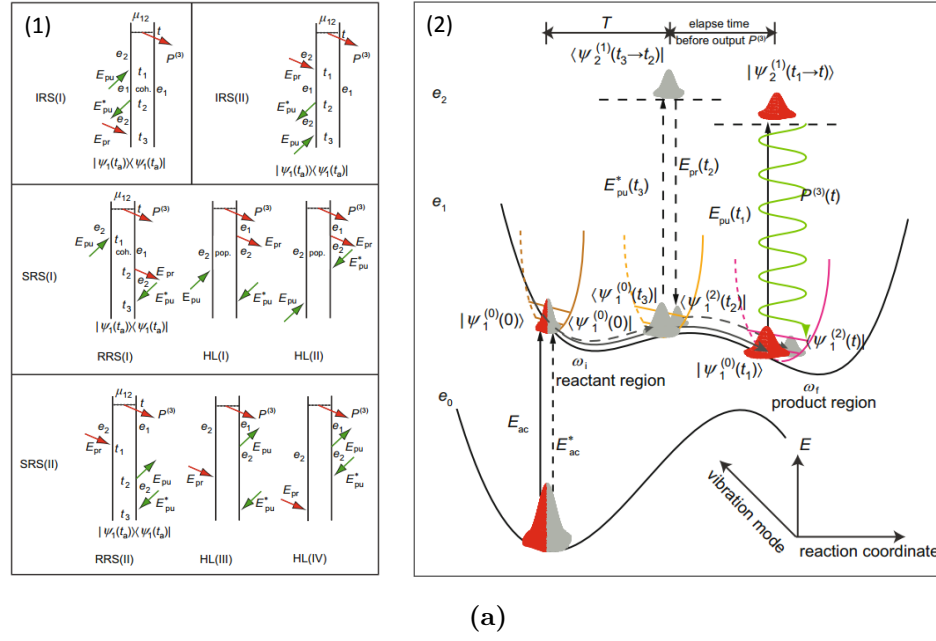 (1)
μ12
t
P(3)
e2
Epu
t1
e1
coh.
e1
E*pu
t2
e2
Epr
t3
|ψ1(ta)⟩⟨ψ1(ta)|
IRS(I)
μ12
t
P(3)
e2
Epr
t1
e1
e1
E*pu
t2
e2
Epu
t3
|ψ1(ta)⟩⟨ψ1(ta)|
IRS(II)
SRS(I)
μ12
t
P(3)
e2
Epu
t1
coh.
e1
t2
Epr
E*pu
t3
|ψ1(ta)⟩⟨ψ1(ta)|
RRS(I)
P(3)
e1
Epr
e2
pop.
Epu
E*pu
HL(I)
P(3)
e1
Epr
e2
pop.
e2
E*pu
Epu
HL(II)
SRS(II)
μ12
t
P(3)
e2
e1
Epr
t1
Epu
t2
e2
E*pu
t3
|ψ1(ta)⟩⟨ψ1(ta)|
RRS(II)
P(3)
e2
e1
Epu
e2
Epr
E*pu
HL(III)
P(3)
e2
e1
Epu
e2
E*pu
Epr
HL(IV)
(2)
T
elapse time
before output P(3)
⟨ψ2(1)(t3→t2)|
|ψ2(1)(t1→t)⟩
e2
E*pu(t3)
Epr(t2)
Epu(t1)
P(3)(t)
e1
|ψ1(0)(0)⟩
⟨ψ1(0)(0)|
⟨ψ1(0)(t3)|
⟨ψ1(2)(t2)|
⟨ψ1(2)(t)|
|ψ1(0)(t1)⟩
ωi
reactant region
ωf
product region
e0
Eac
E*ac
E
vibration mode
reaction coordinate
(a)